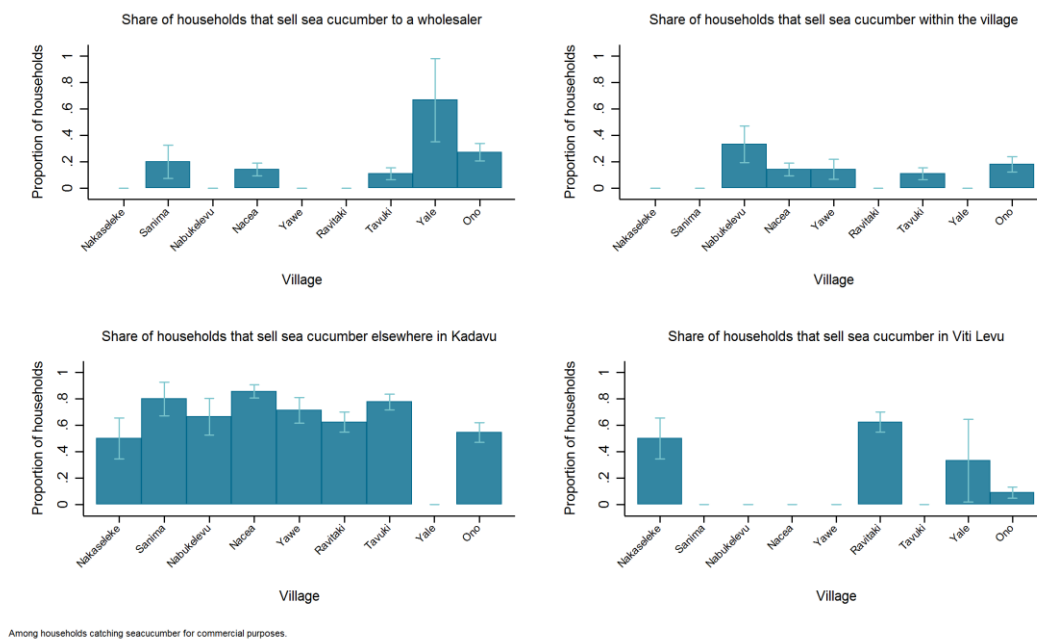 Share of households that sell sea cucumber to a wholesaler
Proportion of households
1
.8
.6
.4
.2
0
Nakaseleke
Sanima
Nabukelevu
Nacea
Yawe
Ravitaki
Tavuki
Yale
Ono
Village
Share of households that sell sea cucumber within the village
Proportion of households
1
.8
.6
.4
.2
0
Nakaseleke
Sanima
Nabukelevu
Nacea
Yawe
Ravitaki
Tavuki
Yale
Ono
Village
Share of households that sell sea cucumber elsewhere in Kadavu
Proportion of households
1
.8
.6
.4
.2
0
Nakaseleke
Sanima
Nabukelevu
Nacea
Yawe
Ravitaki
Tavuki
Yale
Ono
Village
Share of households that sell sea cucumber in Viti Levu
Proportion of households
1
.8
.6
.4
.2
0
Nakaseleke
Sanima
Nabukelevu
Nacea
Yawe
Ravitaki
Tavuki
Yale
Ono
Village
Among households catching seacucumber for commercial purposes.